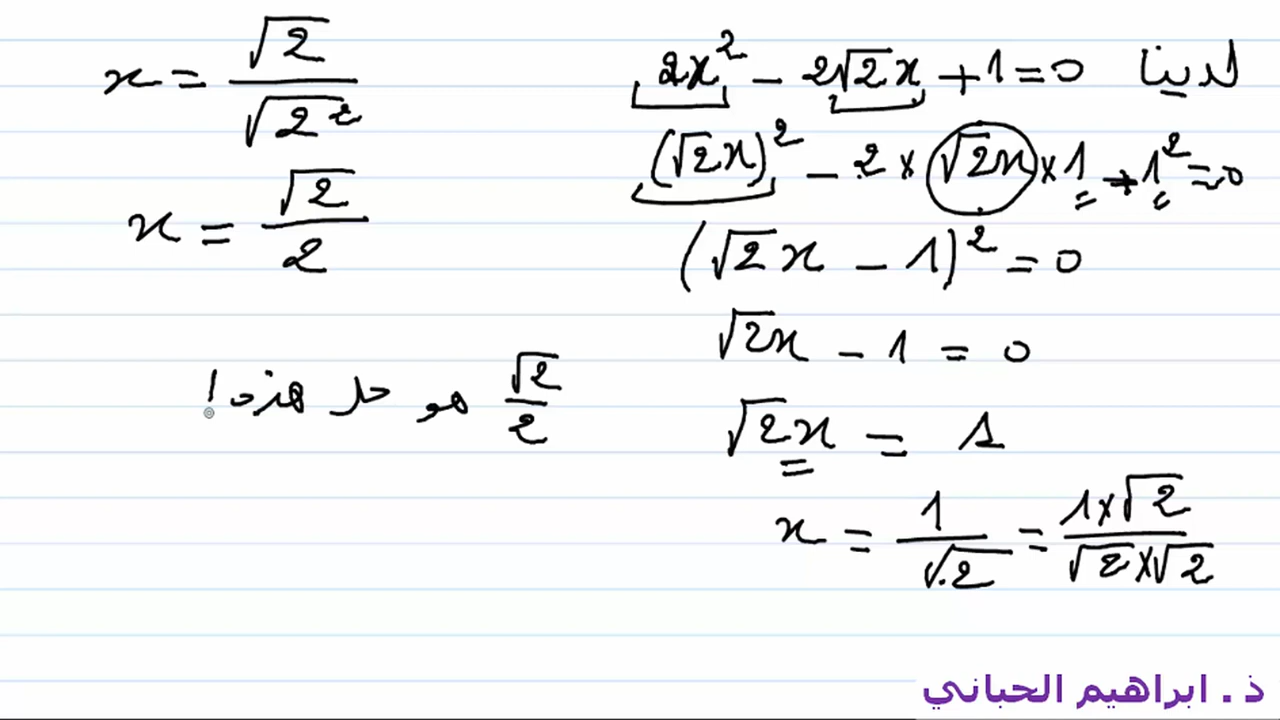 لدينا 2x² - 2√2x + 1 = 0
(√2x)² - 2 × √2x × 1 + 1² = 0
(√2x - 1)² = 0
√2x - 1 = 0
√2x = 1
x = 1/√2 = 1×√2/√2×√2
x = √2/√2²
x = √2/2
√2/2 هو حل هذه ا
ذ . ابراهيم الحباني